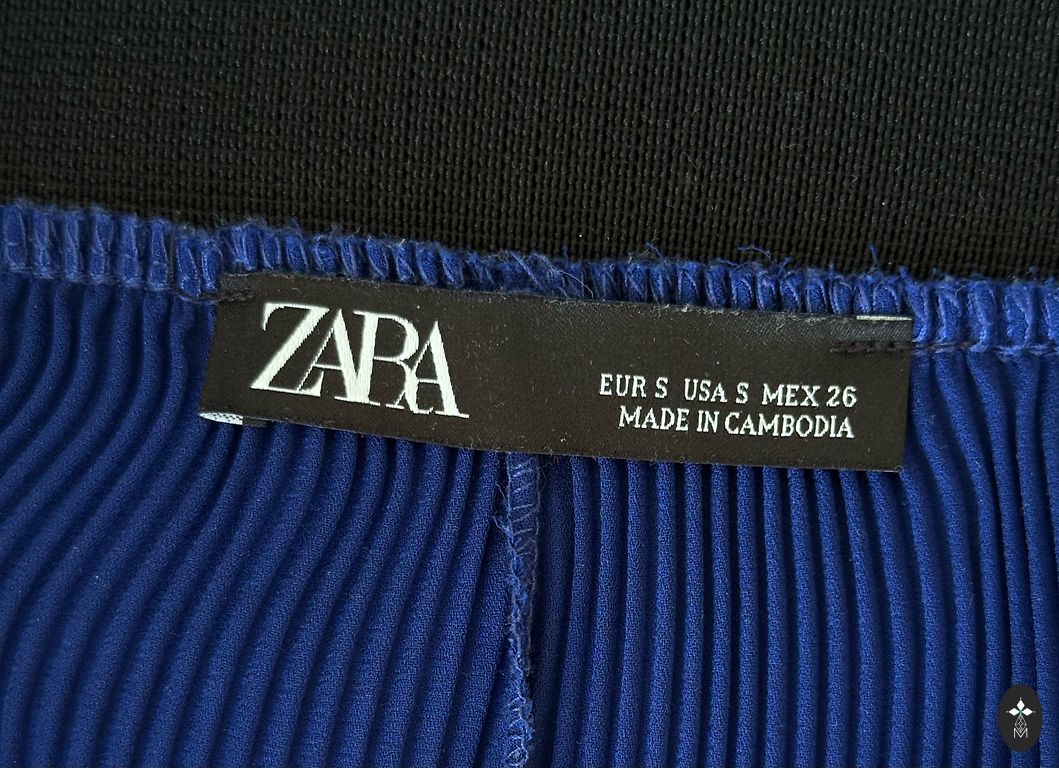 ZARA
EUR S USA S MEX 26
MADE IN CAMBODIA
M